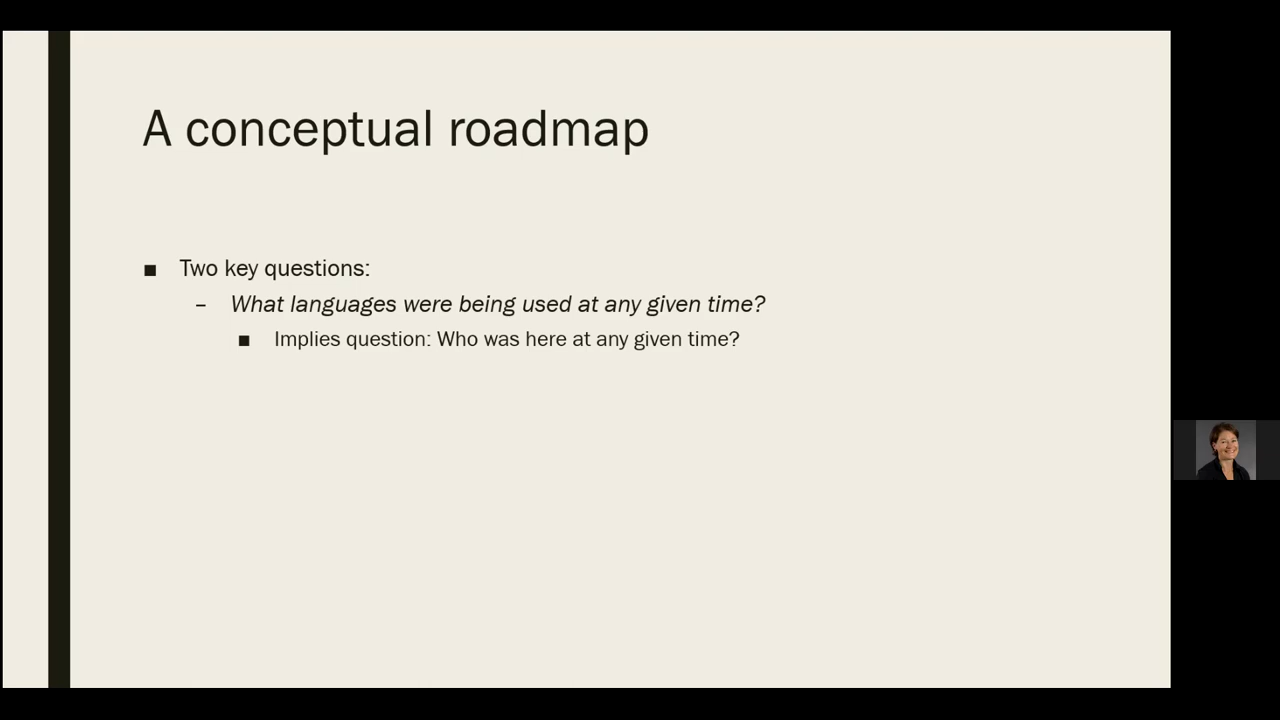 A conceptual roadmap
■ Two key questions:
– What languages were being used at any given time?
■ Implies question: Who was here at any given time?